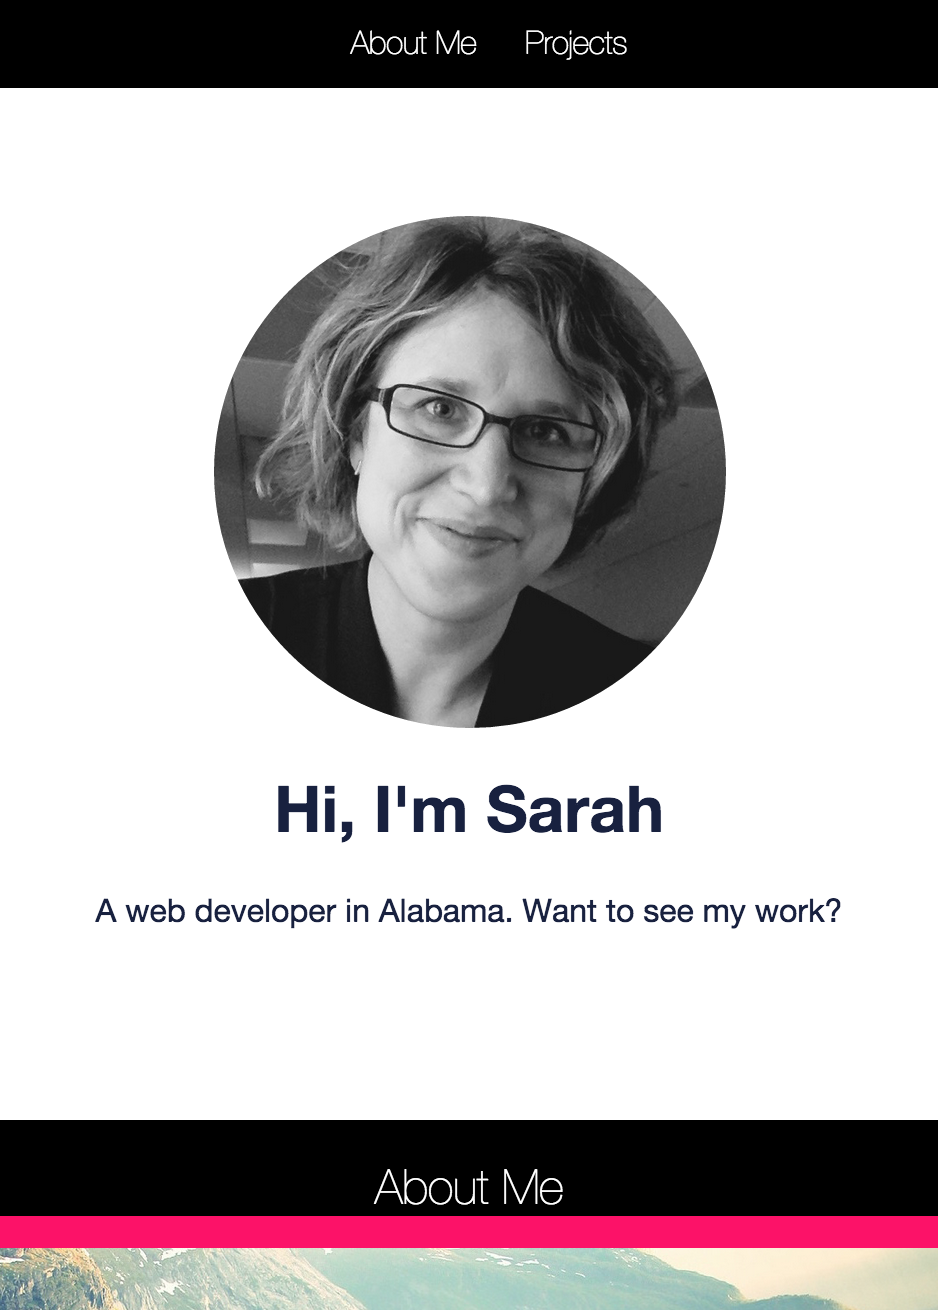 About Me Projects
Hi, I'm Sarah
A web developer in Alabama. Want to see my work?
About Me